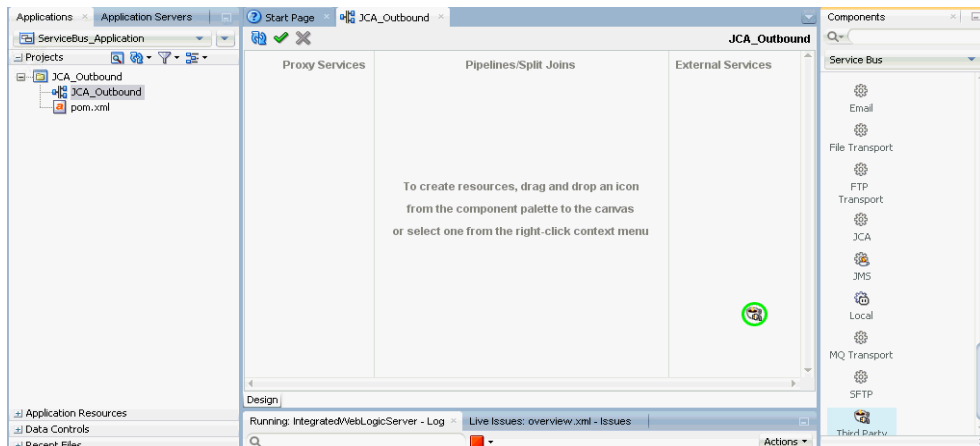 Applications
Application Servers
Start Page
JCA_Outbound
Components
ServiceBus_Application
JCA_Outbound
Projects
Service Bus
Proxy Services
Pipelines/Split Joins
External Services
JCA_Outbound
JCA_Outbound
pom.xml
Email
File Transport
FTP
Transport
To create resources, drag and drop an icon
from the component palette to the canvas
or select one from the right-click context menu
JCA
JMS
Local
MQ Transport
SFTP
Third Party
Design
Application Resources
Data Controls
Recent Files
Running: IntegratedWebLogicServer - Log
Live Issues: overview.xml - Issues
Actions